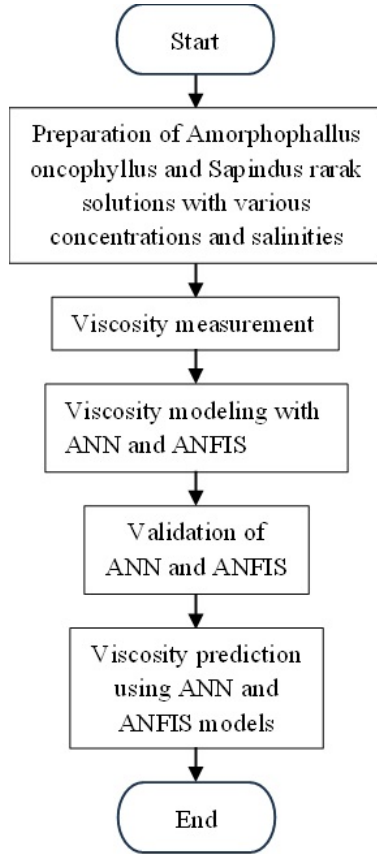 Start
Preparation of Amorphophallus
oncophyllus and Sapindus rarak
solutions with various
concentrations and salinities
Viscosity measurement
Viscosity modeling with
ANN and ANFIS
Validation of
ANN and ANFIS
Viscosity prediction
using ANN and
ANFIS models
End